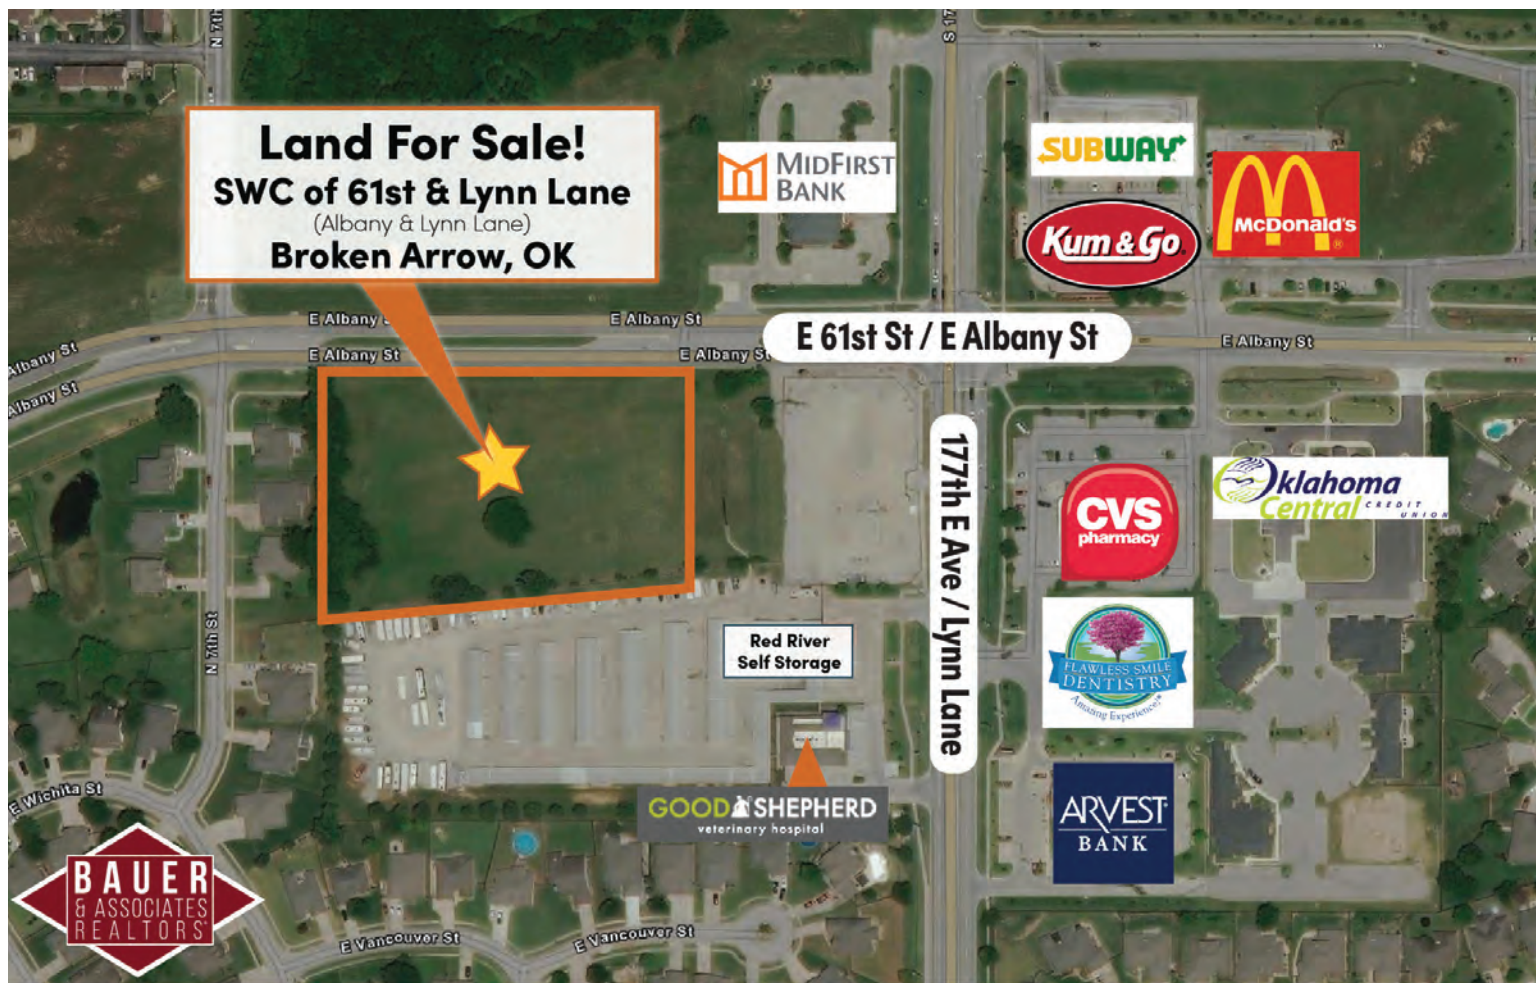 N 7th
S 17
Land For Sale!
SWC of 61st & Lynn Lane
(Albany & Lynn Lane)
Broken Arrow, OK
MIDFIRST
BANK
SUBWAY
Kum & Go
McDonald's
E Albany S
E Albany St
E 61st St / E Albany St
E Albany St
E Albany St
E Albany St
Albany St
Albany St
177th E Ave / Lynn Lane
CVS
pharmacy
Oklahoma
Central CREDIT
UNION
N 7th St
Red River
Self Storage
FLAWLESS SMILE
DENTISTRY
Amazing Experience!
GOOD SHEPHERD
veterinary hospital
ARVEST
BANK
E Wichita St
BAUER
& ASSOCIATES
REALTORS
E Vancouver St
E Vancouver St